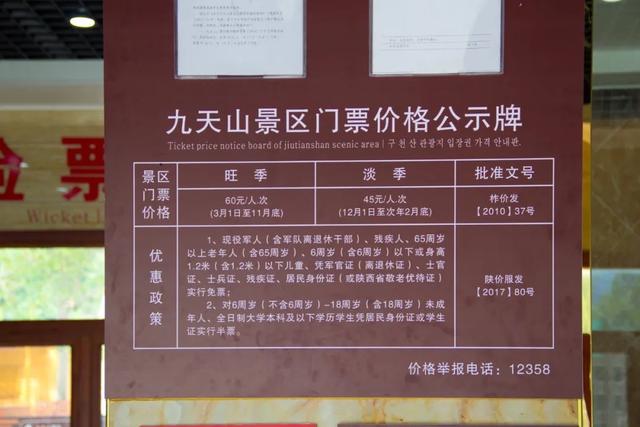 九天山景区门票价格公示牌
Ticket price notice board of jiutianshan scenic area | 구 천 산 관광지 입장권 가격 안내판.
景区门票价格
旺 季
淡 季
批准文号
60元/人.次
(3月1日至11月底)
45元/人.次
(12月1日至次年2月底)
柞价发
【2010】37号
优惠政策
1、现役军人（含军队离退休干部）、残疾人、65周岁
以上老年人（含65周岁）、6周岁（含6周岁）以下或身高
1.2米（含1.2米）以下儿童、凭军官证（离退休证）、士官
证、士兵证、残疾证、居民身份证（或陕西省敬老优待证）
实行免票；
2、对6周岁（不含6周岁）–18周岁（含18周岁）未成
年人、全日制大学本科及以下学历学生凭居民身份证或学生
证实行半票。
陕价服发
【2017】80号
价格举报电话：12358
票
Wicket